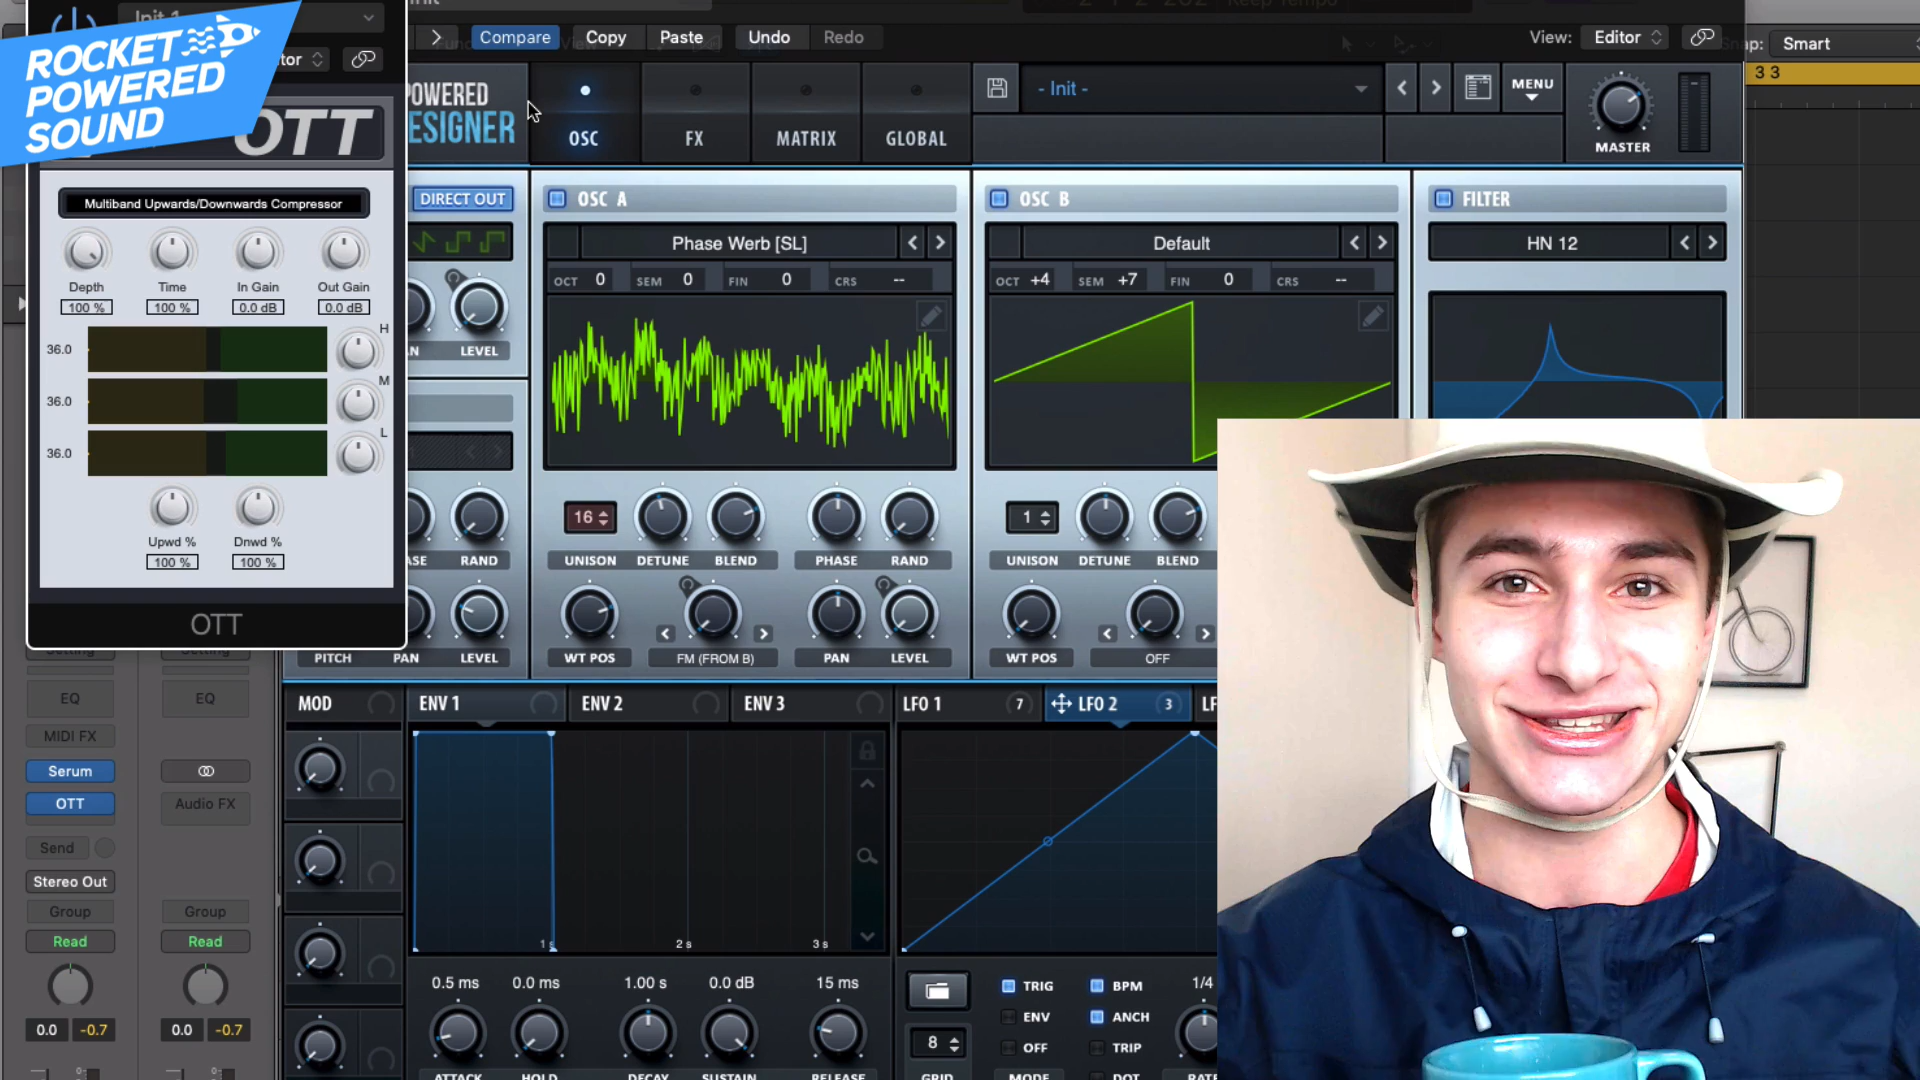 ROCKET
POWERED
SOUND
Init 1
Compare
Copy
Paste
Undo
Redo
View:
Editor
Smart
3 3
OTT
Multiband Upwards/Downwards Compressor
Depth
Time
In Gain
Out Gain
100 %
100 %
0.0 dB
0.0 dB
H
36.0
M
36.0
L
36.0
Upwd %
Dnwd %
100 %
100 %
OTT
POWERED
ESIGNER
OSC
FX
MATRIX
GLOBAL
- Init -
MENU
MASTER
DIRECT OUT
LEVEL
RAND
PITCH
PAN
LEVEL
OSC A
Phase Werb [SL]
OCT 0 SEM 0 FIN 0 CRS --
16
UNISON
DETUNE
BLEND
PHASE
RAND
WT POS
FM (FROM B)
PAN
LEVEL
OSC B
Default
OCT +4 SEM +7 FIN 0 CRS --
1
UNISON
DETUNE
BLEND
WT POS
OFF
FILTER
HN 12
MOD
ENV 1
ENV 2
ENV 3
LFO 1
7
LFO 2
3
LF
1s
2 s
3 s
0.5 ms
0.0 ms
1.00 s
0.0 dB
15 ms
ATTACK
HOLD
DECAY
SUSTAIN
RELEASE
8
GRID
TRIG
ENV
OFF
MODE
BPM
ANCH
TRIP
DOT
1/4
RATE
EQ
EQ
MIDI FX
Serum
OTT
Audio FX
Send
Stereo Out
Group
Group
Read
Read
0.0
-0.7
0.0
-0.7